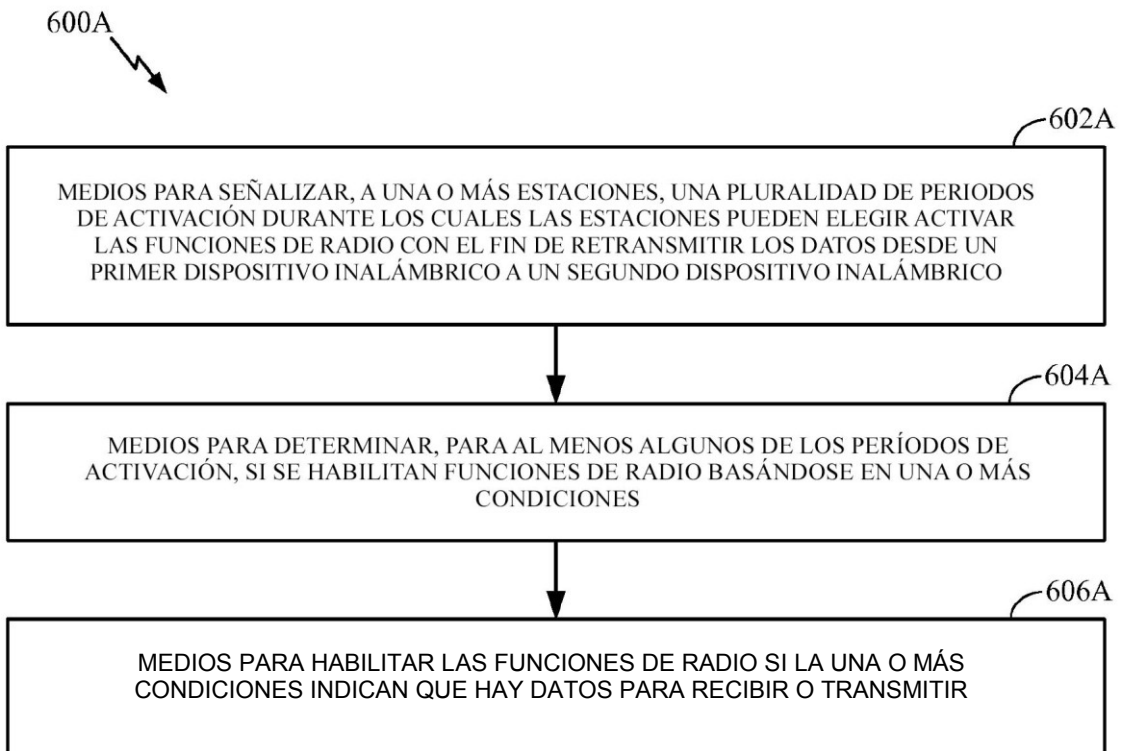 600A
602A
MEDIOS PARA SEÑALIZAR, A UNA O MÁS ESTACIONES, UNA PLURALIDAD DE PERIODOS
DE ACTIVACIÓN DURANTE LOS CUALES LAS ESTACIONES PUEDEN ELEGIR ACTIVAR
LAS FUNCIONES DE RADIO CON EL FIN DE RETRANSMITIR LOS DATOS DESDE UN
PRIMER DISPOSITIVO INALÁMBRICO A UN SEGUNDO DISPOSITIVO INALÁMBRICO
604A
MEDIOS PARA DETERMINAR, PARA AL MENOS ALGUNOS DE LOS PERÍODOS DE
ACTIVACIÓN, SI SE HABILITAN FUNCIONES DE RADIO BASÁNDOSE EN UNA O MÁS
CONDICIONES
606A
MEDIOS PARA HABILITAR LAS FUNCIONES DE RADIO SI LA UNA O MÁS
CONDICIONES INDICAN QUE HAY DATOS PARA RECIBIR O TRANSMITIR